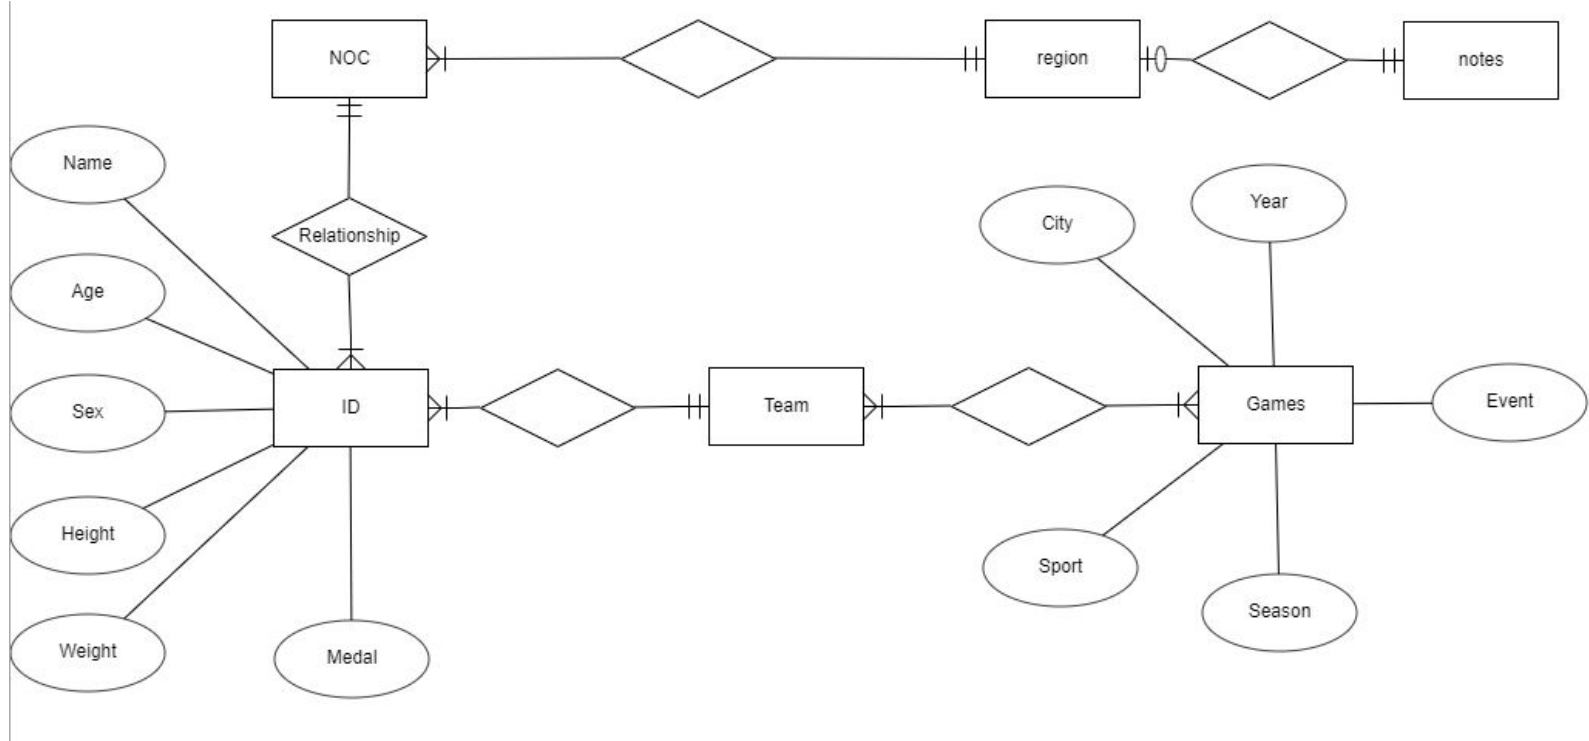 NOC
region
notes
Name
Year
City
Relationship
Age
Sex
ID
Team
Games
Event
Height
Sport
Season
Weight
Medal